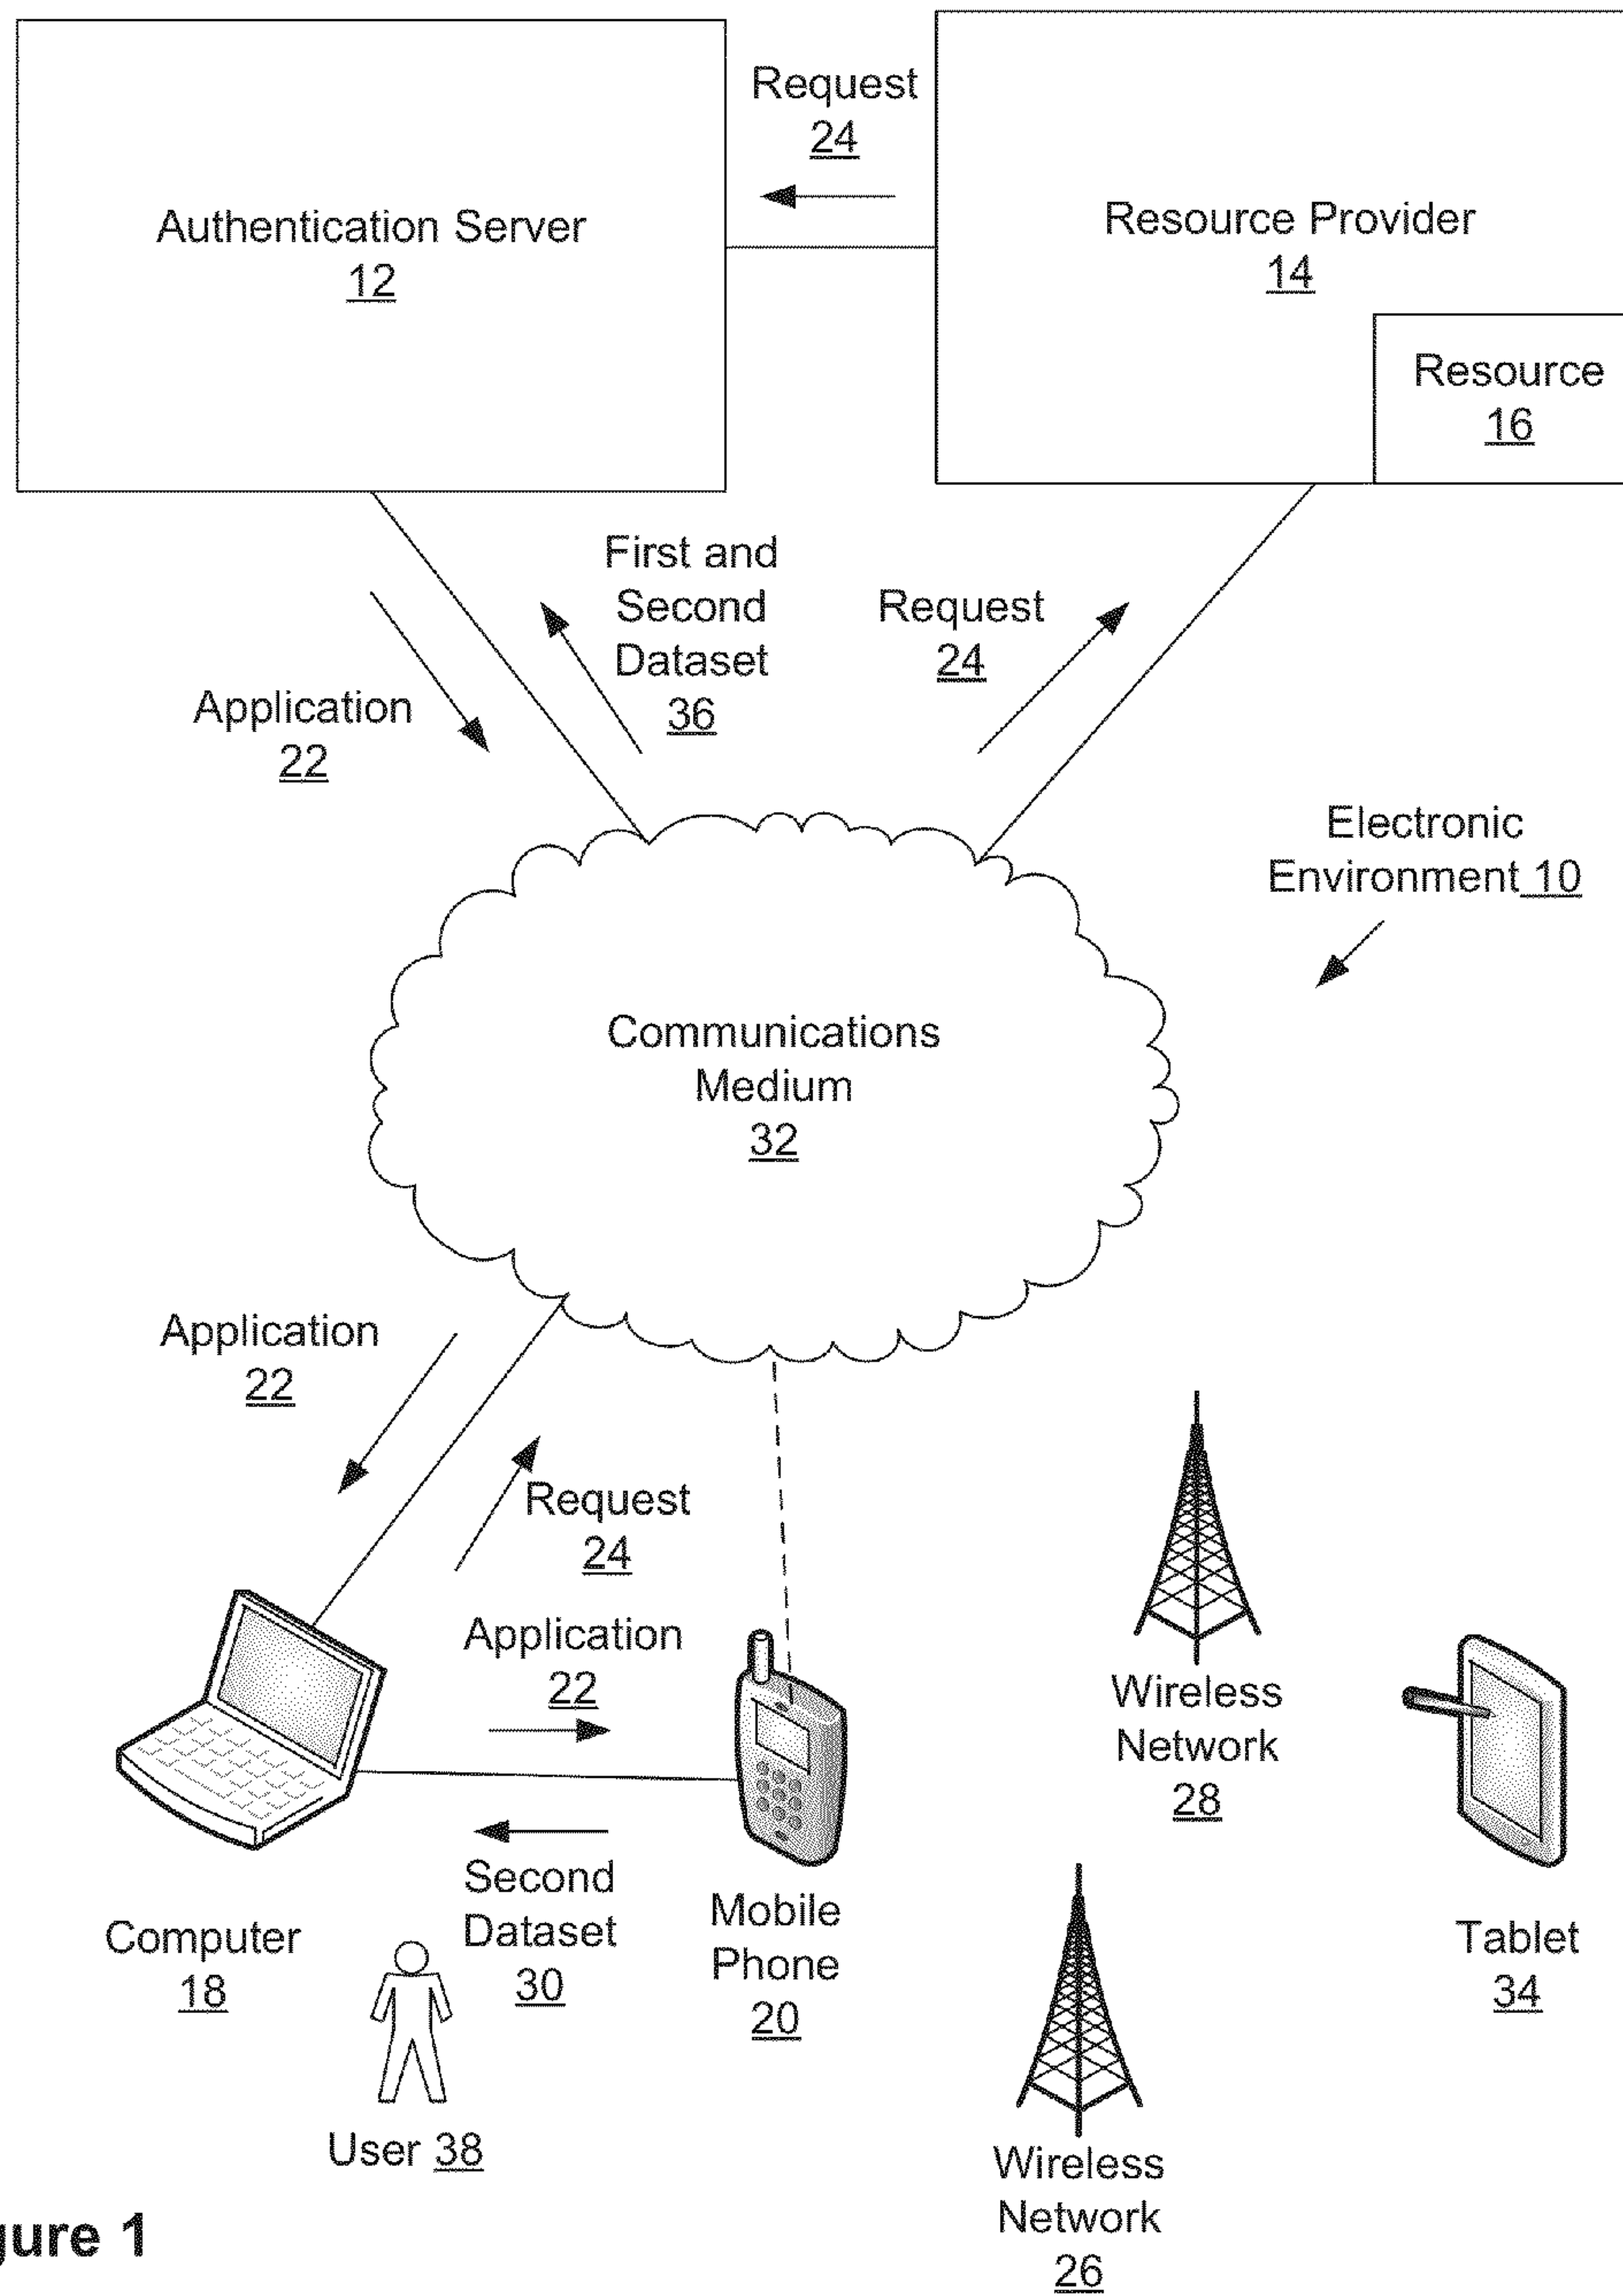 Request
24
Authentication Server
12
Resource Provider
14
Resource
16
First and
Second
Dataset
36
Request
24
Application
22
Electronic
Environment 10
Communications
Medium
32
Application
22
Request
24
Application
22
Wireless
Network
28
Second
Dataset
30
Computer
18
Mobile
Phone
20
Tablet
34
User 38
Wireless
Network
26
gure 1